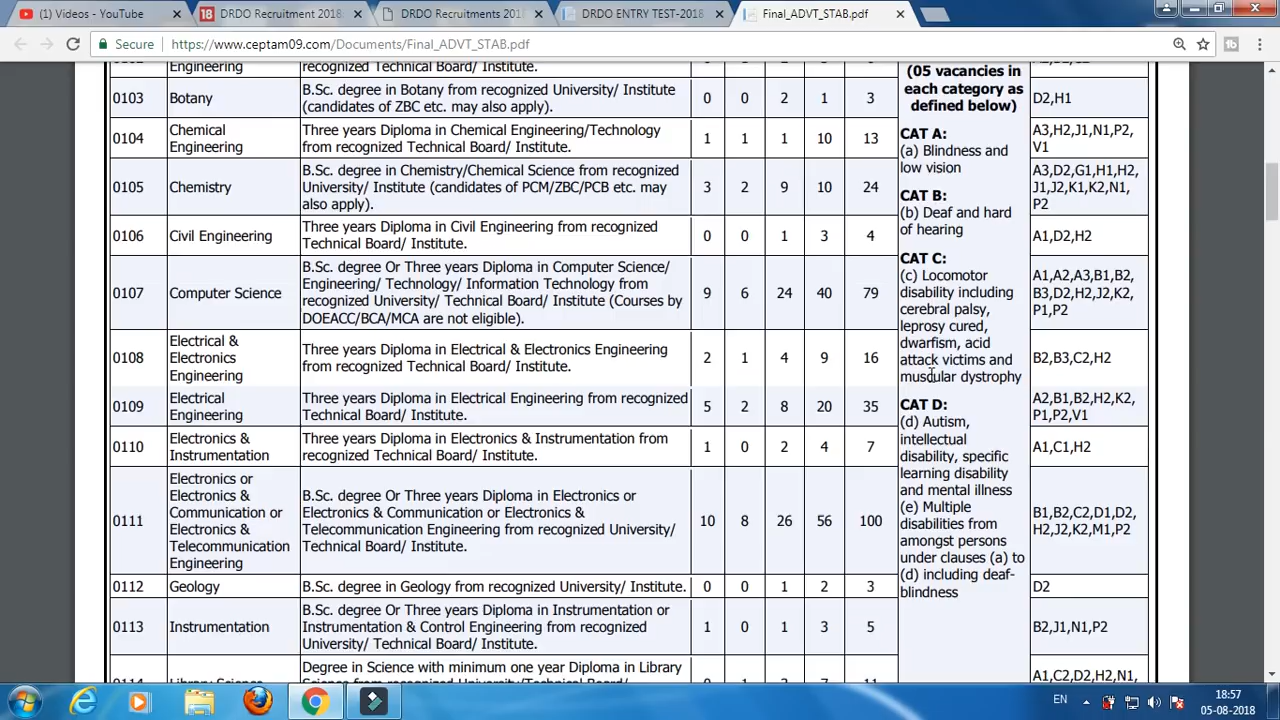 (1) Videos - YouTube
DRDO Recruitment 2018
DRDO Recruitments 201
DRDO ENTRY TEST-2018
Final_ADVT_STAB.pdf
Secure https://www.ceptam09.com/Documents/Final_ADVT_STAB.pdf
Engineering recognized Technical Board/ Institute.
0103 Botany B.Sc. degree in Botany from recognized University/ Institute
(candidates of ZBC etc. may also apply). 0 0 2 1 3 D2,H1
0104 Chemical
Engineering Three years Diploma in Chemical Engineering/Technology
from recognized Technical Board/ Institute. 1 1 1 10 13 A3,H2,J1,N1,P2,
V1
0105 Chemistry B.Sc. degree in Chemistry/Chemical Science from recognized
University/ Institute (candidates of PCM/ZBC/PCB etc. may
also apply). 3 2 9 10 24 A3,D2,G1,H1,H2,
J1,J2,K1,K2,N1,
P2
0106 Civil Engineering Three years Diploma in Civil Engineering from recognized
Technical Board/ Institute. 0 0 1 3 4 A1,D2,H2
0107 Computer Science B.Sc. degree Or Three years Diploma in Computer Science/
Engineering/ Technology/ Information Technology from
recognized University/ Technical Board/ Institute (Courses by
DOEACC/BCA/MCA are not eligible). 9 6 24 40 79 A1,A2,A3,B1,B2,
B3,D2,H2,J2,K2,
P1,P2
0108 Electrical &
Electronics
Engineering Three years Diploma in Electrical & Electronics Engineering
from recognized Technical Board/ Institute. 2 1 4 9 16 B2,B3,C2,H2
0109 Electrical
Engineering Three years Diploma in Electrical Engineering from recognized
Technical Board/ Institute. 5 2 8 20 35 A2,B1,B2,H2,K2,
P1,P2,V1
0110 Electronics &
Instrumentation Three years Diploma in Electronics & Instrumentation from
recognized Technical Board/ Institute. 1 0 2 4 7 A1,C1,H2
0111 Electronics or
Electronics &
Communication or
Electronics &
Telecommunication
Engineering B.Sc. degree Or Three years Diploma in Electronics or
Electronics & Communication or Electronics &
Telecommunication Engineering from recognized University/
Technical Board/ Institute. 10 8 26 56 100 B1,B2,C2,D1,D2,
H2,J2,K2,M1,P2
0112 Geology B.Sc. degree in Geology from recognized University/ Institute. 0 0 1 2 3 D2
0113 Instrumentation B.Sc. degree Or Three years Diploma in Instrumentation or
Instrumentation & Control Engineering from recognized
University/ Technical Board/ Institute. 1 0 1 3 5 B2,J1,N1,P2
Degree in Science with minimum one year Diploma in Library
A1,C2,D2,H2,N1,
(05 vacancies in
each category as
defined below)
CAT A:
(a) Blindness and
low vision
CAT B:
(b) Deaf and hard
of hearing
CAT C:
(c) Locomotor
disability including
cerebral palsy,
leprosy cured,
dwarfism, acid
attack victims and
muscular dystrophy
CAT D:
(d) Autism,
intellectual
disability, specific
learning disability
and mental illness
(e) Multiple
disabilities from
amongst persons
under clauses (a) to
(d) including deaf-
blindness
EN
18:57
05-08-2018